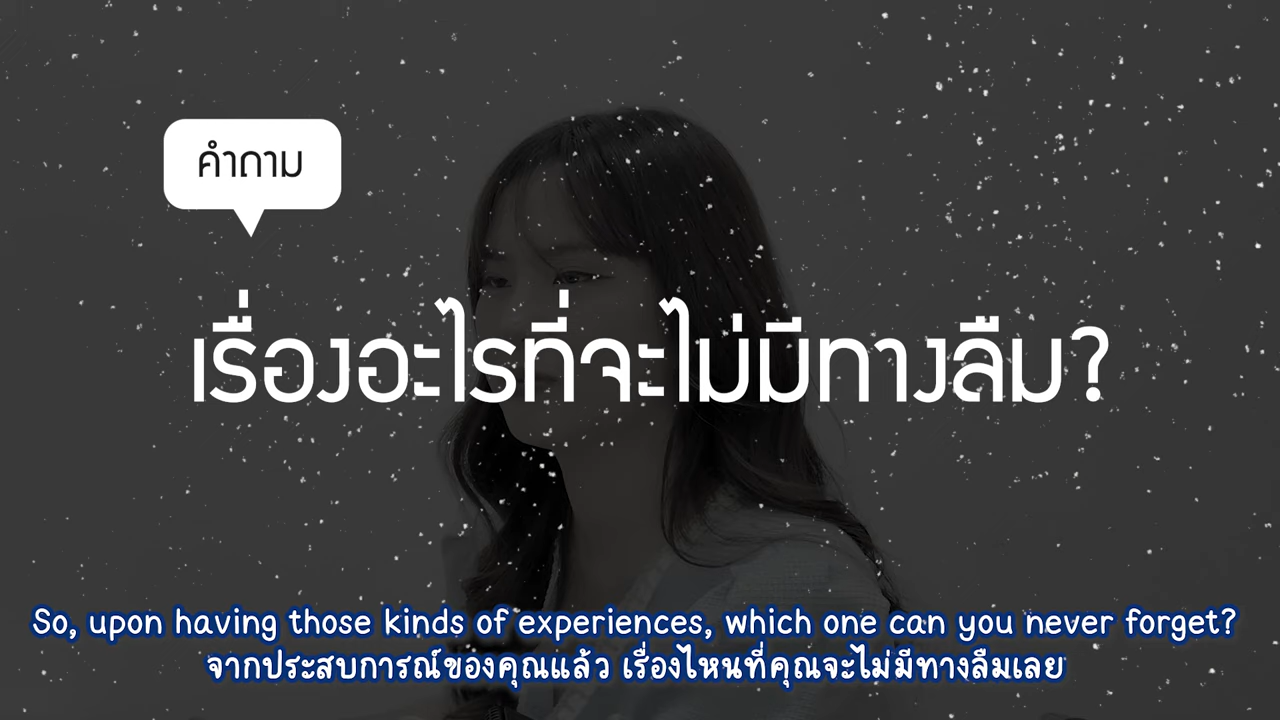 คำถาม
เรื่องอะไรที่จะไม่มีทางลืม?
So, upon having those kinds of experiences, which one can you never forget?
จากประสบการณ์ของคุณแล้ว เรื่องไหนที่คุณจะไม่มีทางลืมเลย